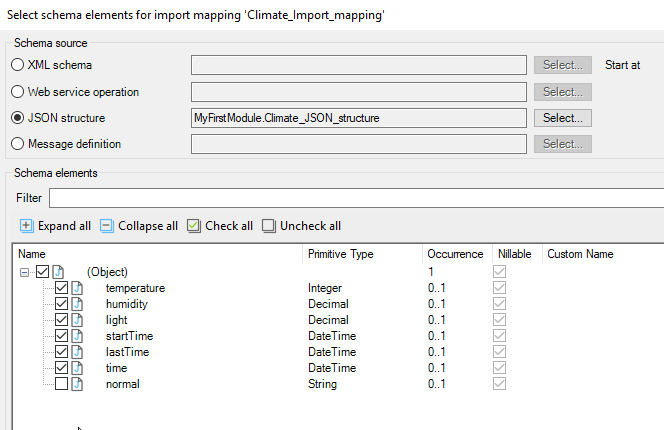 Select schema elements for import mapping 'Climate_Import_mapping'
Schema source
XML schema Select... Start at
Web service operation Select...
JSON structure MyFirstModule.Climate_JSON_structure Select...
Message definition Select...
Schema elements
Filter
Expand all Collapse all Check all Uncheck all
Name Primitive Type Occurrence Nillable Custom Name
(Object) 1
temperature Integer 0..1
humidity Decimal 0..1
light Decimal 0..1
startTime DateTime 0..1
lastTime DateTime 0..1
time DateTime 0..1
normal String 0..1